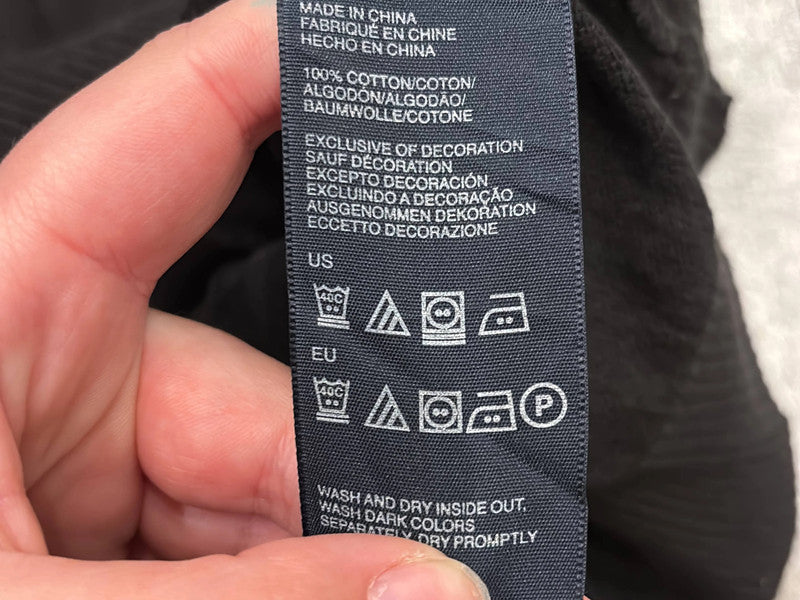 MADE IN CHINA
FABRIQUÉ EN CHINE
HECHO EN CHINA
100% COTTON/COTON/
ALGODÓN/ALGODÃO/
BAUMWOLLE/COTONE
EXCLUSIVE OF DECORATION
SAUF DÉCORATION
EXCEPTO DECORACIÓN
EXCLUINDO A DECORAÇÃO
AUSGENOMMEN DEKORATION
ECCETTO DECORAZIONE
US
40C
EU
40C
P
WASH AND DRY INSIDE OUT,
WASH DARK COLORS
SEPARATELY, DRY PROMPTLY